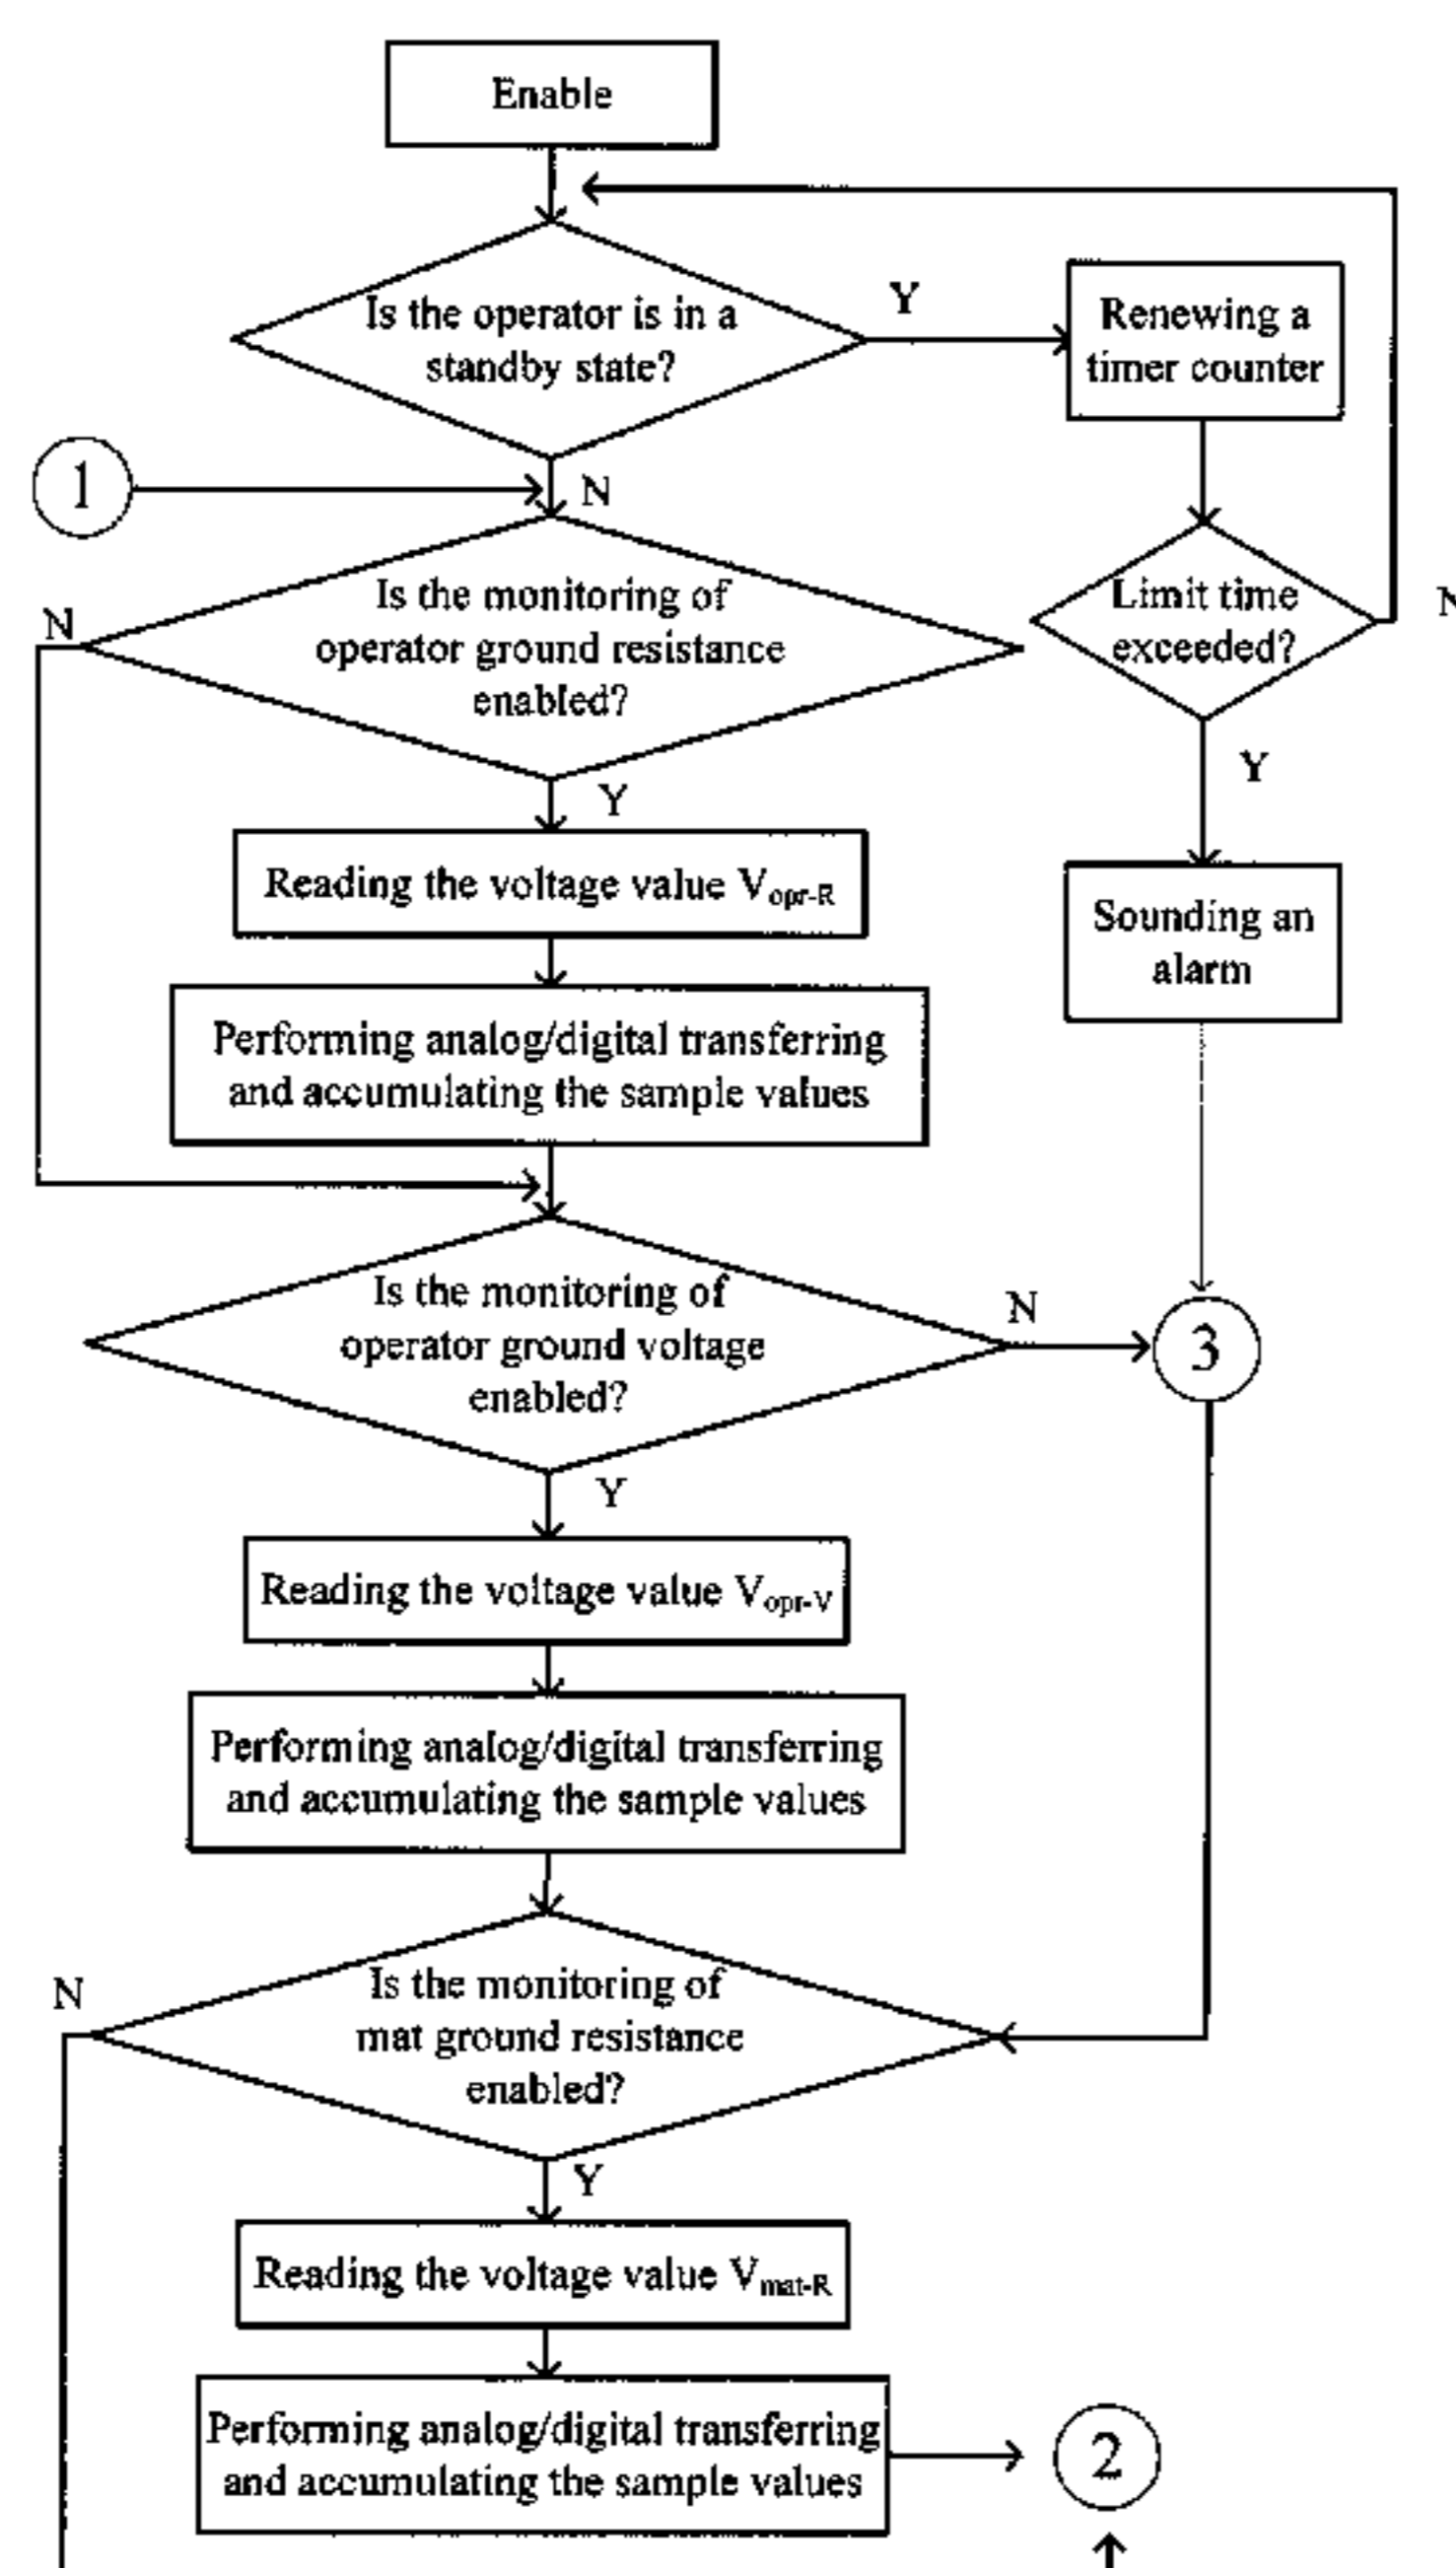 Enable
Is the operator is in a
standby state?
Y
Renewing a
timer counter
1
N
Is the monitoring of
operator ground resistance
enabled?
N
Limit time
exceeded?
N
Y
Y
Reading the voltage value Vopr-R
Sounding an
alarm
Performing analog/digital transferring
and accumulating the sample values
Is the monitoring of
operator ground voltage
enabled?
N
3
Y
Reading the voltage value Vopr-V
Performing analog/digital transferring
and accumulating the sample values
Is the monitoring of
mat ground resistance
enabled?
N
Y
Reading the voltage value Vmat-R
Performing analog/digital transferring
and accumulating the sample values
2